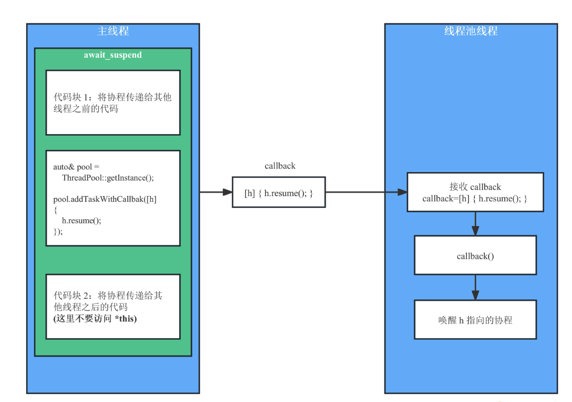 主线程
await_suspend
代码块 1：将协程传递给其他
线程之前的代码
auto& pool =
ThreadPool::getInstance();
pool.addTaskWithCallbak([h]
{
h.resume();
});
代码块 2：将协程传递给其
他线程之后的代码
(这里不要访问 *this)
callback
[h] { h.resume(); }
线程池线程
接收 callback
callback=[h] { h.resume(); }
callback()
唤醒 h 指向的协程